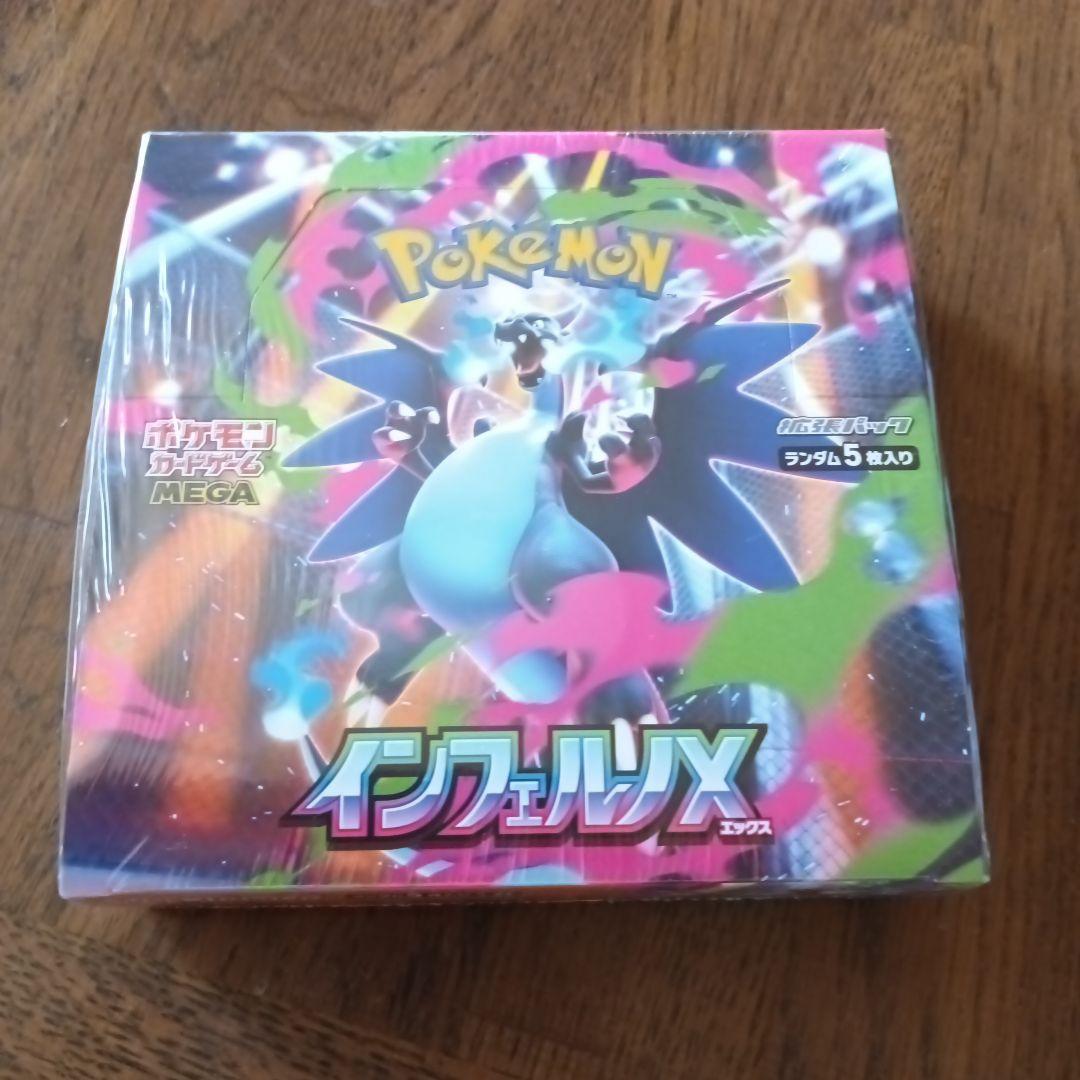 POKÉMON
ポケモン
カードゲーム
MEGA
拡張パック
ランダム5枚入り
インフェルノX
エックス